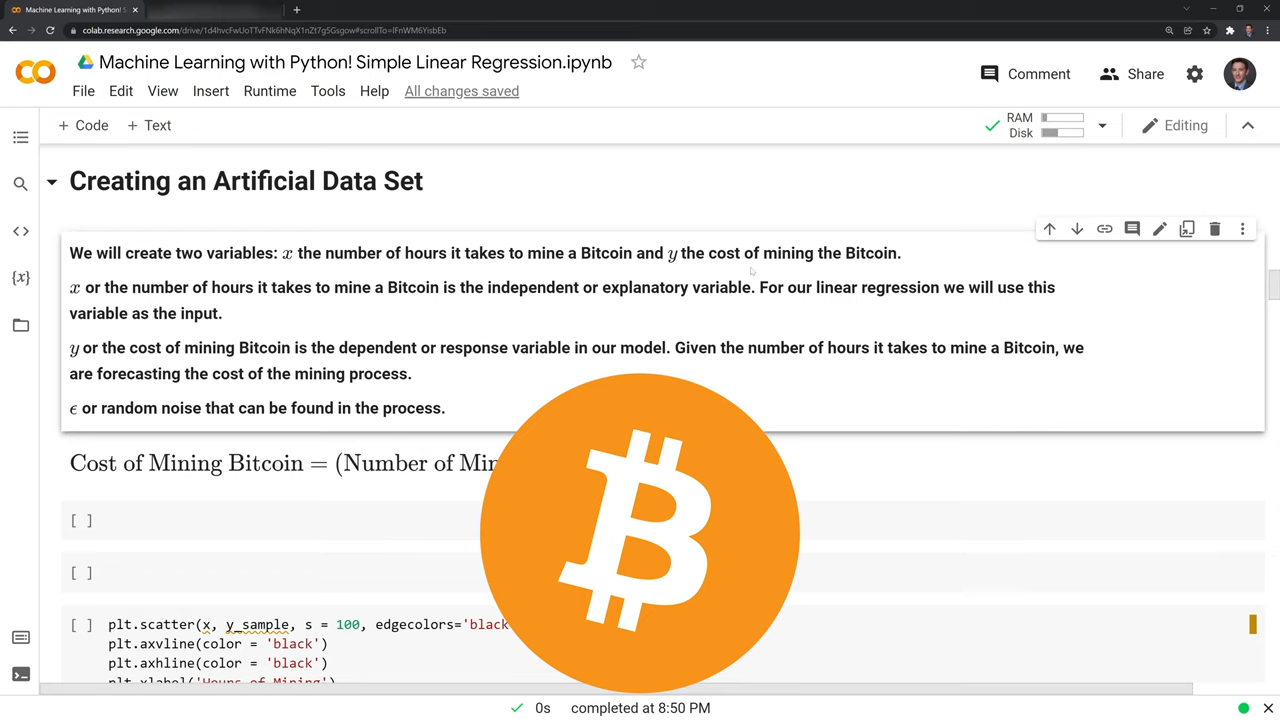 Machine Learning with Python! S
colab.research.google.com/drive/1d4hvcFwUoTTvFNk6hNqX1nZt7g5Gsgow#scrollTo=lFnWM6YisbEb
Machine Learning with Python! Simple Linear Regression.ipynb
Comment
Share
File Edit View Insert Runtime Tools Help All changes saved
+ Code + Text
RAM
Disk
Editing
Creating an Artificial Data Set
We will create two variables: x the number of hours it takes to mine a Bitcoin and y the cost of mining the Bitcoin.
x or the number of hours it takes to mine a Bitcoin is the independent or explanatory variable. For our linear regression we will use this
variable as the input.
y or the cost of mining Bitcoin is the dependent or response variable in our model. Given the number of hours it takes to mine a Bitcoin, we
are forecasting the cost of the mining process.
ϵ or random noise that can be found in the process.
Cost of Mining Bitcoin = (Number of Min
[ ]
[ ]
[ ] plt.scatter(x, y_sample, s = 100, edgecolors='black
plt.axvline(color = 'black')
plt.axhline(color = 'black')
plt.xlabel('Hours of Mining')
0s completed at 8:50 PM